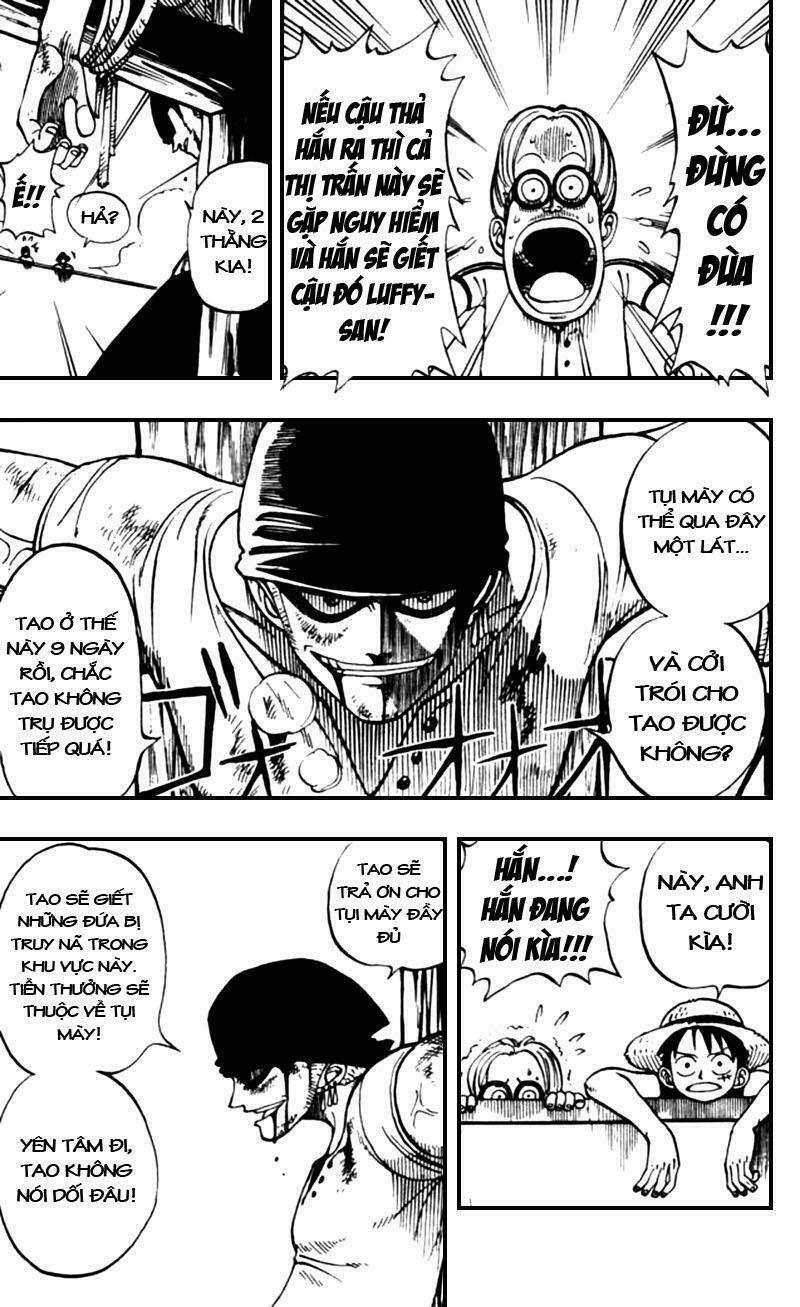 ĐỪ...
ĐỪNG
CÓ
ĐÙA
!!!
NẾU CẬU THẢ
HẮN RA THÌ CẢ
THỊ TRẤN NÀY SẼ
GẶP NGUY HIỂM
VÀ HẮN SẼ GIẾT
CẬU ĐÓ LUFFY-
SAN!
NÀY, 2
THẰNG
KIA!
HẢ?
Ế!!
TỤI MÀY CÓ
THỂ QUA ĐÂY
MỘT LÁT...
VÀ CỞI
TRÓI CHO
TAO ĐƯỢC
KHÔNG?
TAO Ở THẾ
NÀY 9 NGÀY
RỒI, CHẮC
TAO KHÔNG
TRỤ ĐƯỢC
TIẾP QUÁ!
NÀY, ANH
TA CƯỜI
KÌA!
HẮN...!
HẮN ĐANG
NÓI KÌA!!!
TAO SẼ
TRẢ ƠN CHO
TỤI MÀY ĐẦY
ĐỦ
TAO SẼ GIẾT
NHỮNG ĐỨA BỊ
TRUY NÃ TRONG
KHU VỰC NÀY.
TIỀN THƯỞNG SẼ
THUỘC VỀ TỤI
MÀY!
YÊN TÂM ĐI,
TAO KHÔNG
NÓI DỐI ĐÂU!